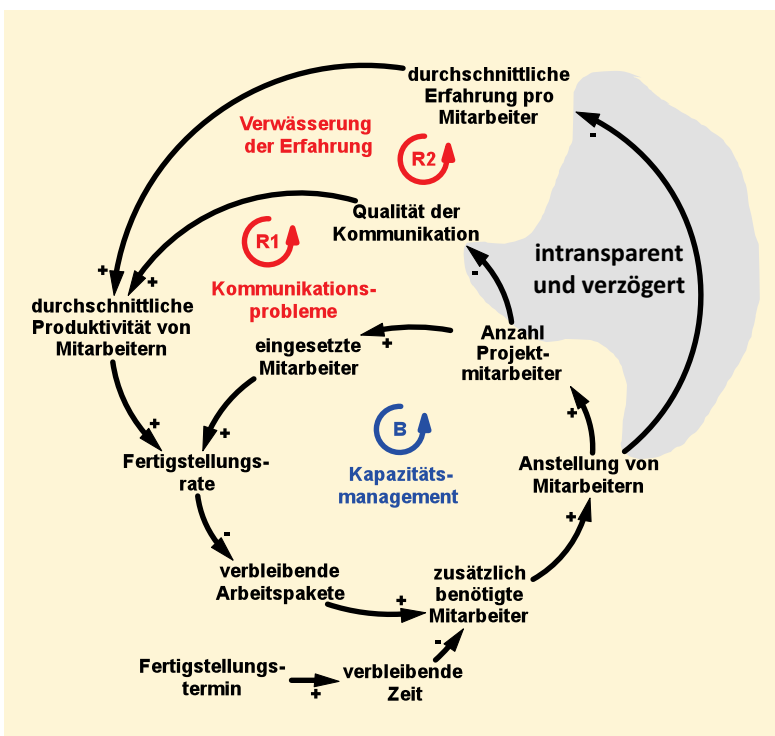 durchschnittliche
Erfahrung pro
Mitarbeiter
-
Verwässerung
der Erfahrung
R2
Qualität der
Kommunikation
R1
intransparent
und verzögert
+
+
-
Kommunikations-
probleme
durchschnittliche
Produktivität von
Mitarbeitern
eingesetzte
Mitarbeiter
+
Anzahl
Projekt-
mitarbeiter
+
+
+
B
Fertigstellungs-
rate
Kapazitäts-
management
Anstellung von
Mitarbeitern
+
-
verbleibende
Arbeitspakete
+
zusätzlich
benötigte
Mitarbeiter
-
Fertigstellungs-
termin
+
verbleibende
Zeit